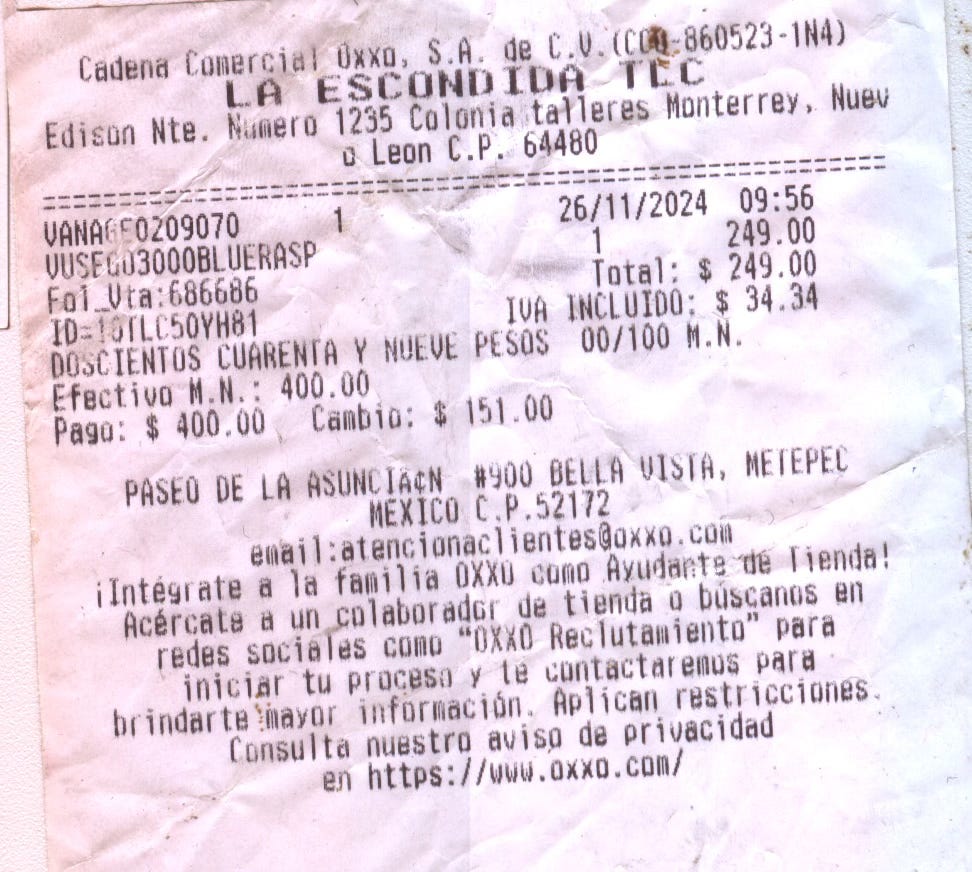 Cadena Comercial Oxxo, S.A. de C.V.(CCO-860523-1N4)
LA ESCONDIDA TLC
Edison Nte. Numero 1235 Colonia talleres Monterrey, Nuev
o Leon C.P. 64480
================================================
1 26/11/2024 09:56
VUSEGO3000BLUERASP 1 249.00
Total: $ 249.00
Fol_Vta:686686 IVA INCLUIDO: $ 34.34
DOSCIENTOS CUARENTA Y NUEVE PESOS 00/100 M.N.
Efectivo M.N.: 400.00
Pago: $ 400.00 Cambio: $ 151.00
PASEO DE LA ASUNCIA¢N #900 BELLA VISTA, METEPEC
MEXICO C.P.52172
email:atencionaclientes@oxxo.com
¡Intégrate a la familia OXXO como Ayudante de Tienda!
Acércate a un colaborador de tienda o búscanos en
redes sociales como "OXXO Reclutamiento" para
iniciar tu proceso y te contactaremos para
brindarte mayor información. Aplican restricciones.
Consulta nuestro aviso de privacidad
en https://www.oxxo.com/